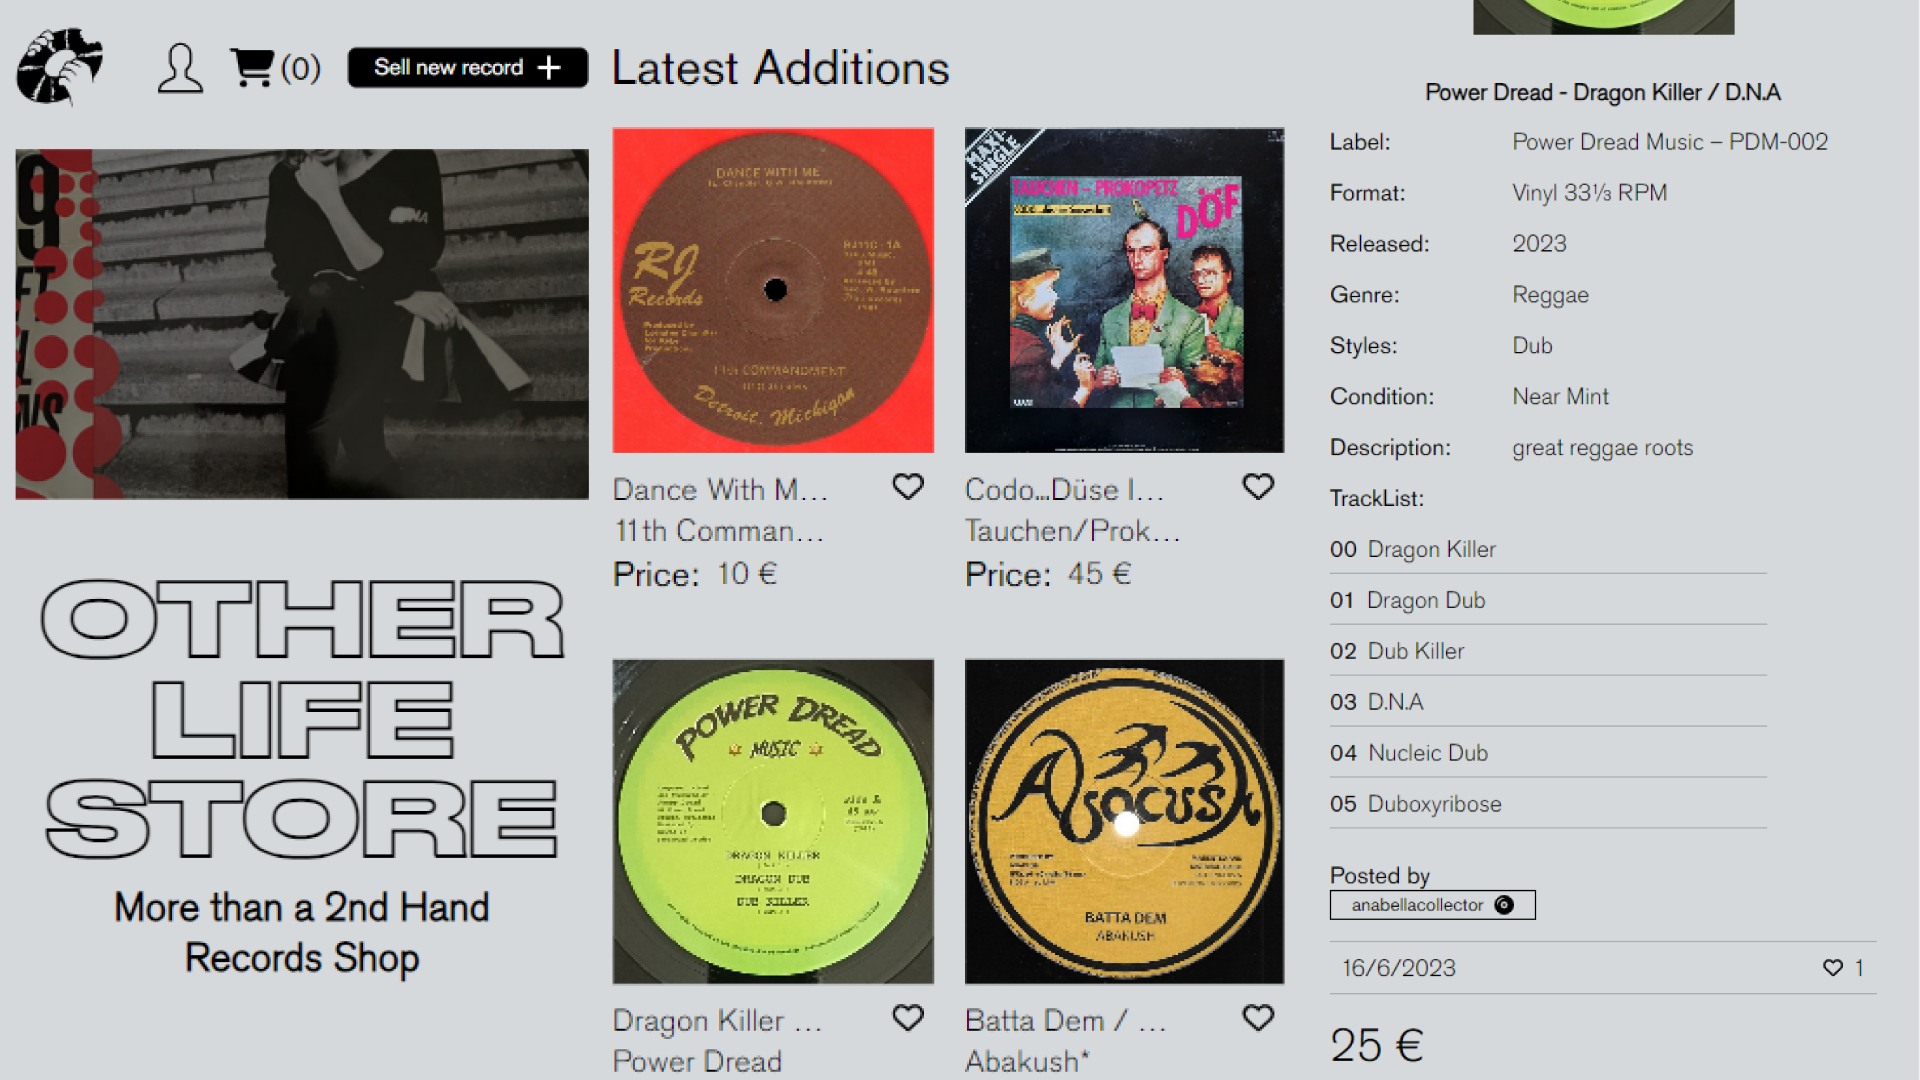 (0)
Sell new record +
Latest Additions
DANCE WITH ME
RJ
Records
11th COMMANDMENT
Detroit, Michigan
Dance With M...
11th Comman...
Price: 10 €
MAXI-
SINGLE
TAUCHEN – PROKOPETZ
DÖF
Codo...Düse I...
Tauchen/Prok...
Price: 45 €
OTHER
LIFE
STORE
More than a 2nd Hand
Records Shop
POWER DREAD
MUSIC
DRAGON KILLER
DRAGON DUB
DUB KILLER
Dragon Killer ...
Power Dread
BATTA DEM
ABAKUSH
Batta Dem / ...
Abakush*
Power Dread - Dragon Killer / D.N.A
Label: Power Dread Music – PDM-002
Format: Vinyl 33⅓ RPM
Released: 2023
Genre: Reggae
Styles: Dub
Condition: Near Mint
Description: great reggae roots
TrackList:
00 Dragon Killer
01 Dragon Dub
02 Dub Killer
03 D.N.A
04 Nucleic Dub
05 Duboxyribose
Posted by
anabellacollector
16/6/2023
1
25 €